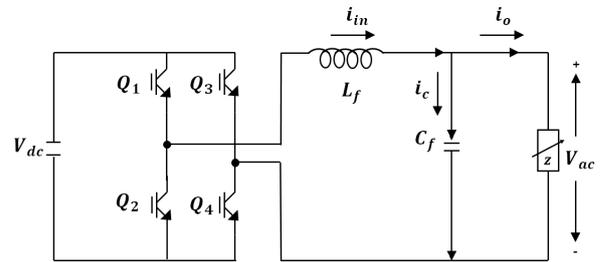 i_in
i_o
Q_1
Q_3
L_f
i_c
+
V_dc
C_f
z
V_ac
Q_2
Q_4
-